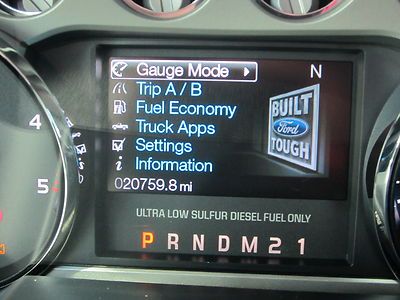 Gauge Mode
N
Trip A / B
Fuel Economy
Truck Apps
Settings
Information
020759.8 mi
BUILT
Ford
TOUGH
ULTRA LOW SULFUR DIESEL FUEL ONLY
P R N D M 2 1
4
5